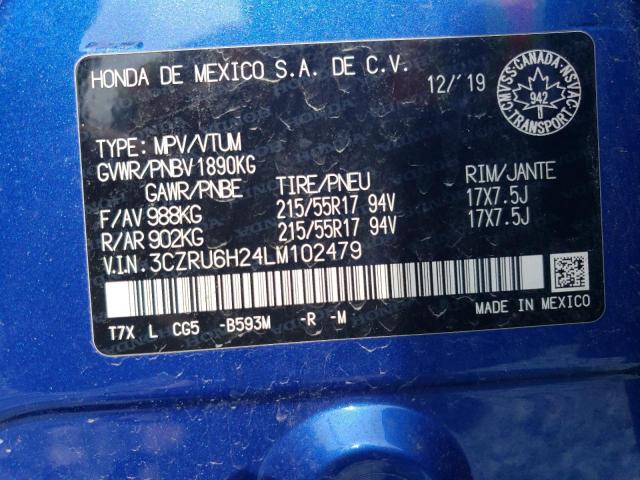 HONDA DE MEXICO S.A. DE C.V.
12/'19
CMVSS-CANADA-NSVAC
942
TRANSPORT
TYPE: MPV/VTUM
GVWR/PNBV 1890KG
GAWR/PNBE TIRE/PNEU RIM/JANTE
F/AV 988KG 215/55R17 94V 17X7.5J
R/AR 902KG 215/55R17 94V 17X7.5J
V.I.N. 3CZRU6H24LM102479
T7X L CG5 -B593M -R -M
MADE IN MEXICO